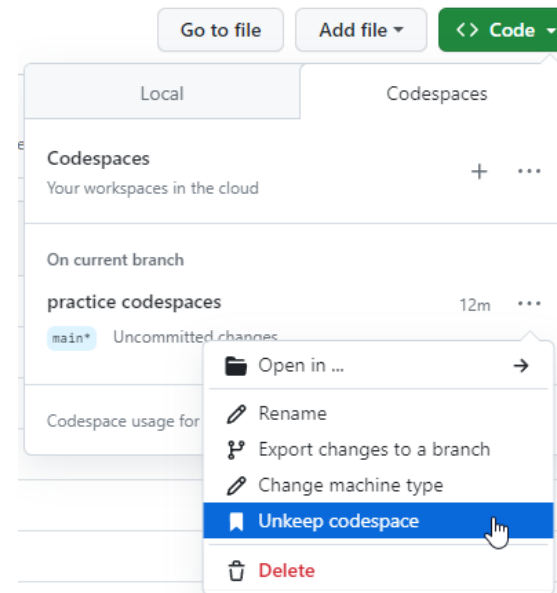 Go to file
Add file
<> Code
Local
Codespaces
Codespaces
Your workspaces in the cloud
On current branch
practice codespaces
12m
main*
Uncommitted changes
Open in ...
Codespace usage for
Rename
Export changes to a branch
Change machine type
Unkeep codespace
Delete